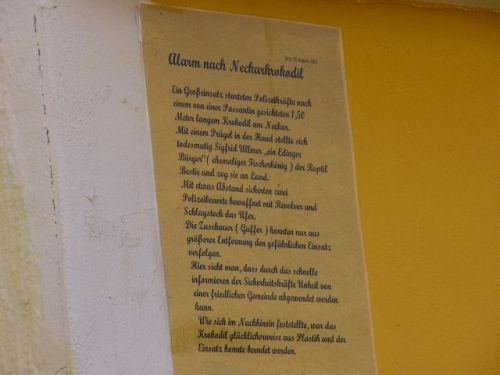 Alarm nach Neckarkrokodil
Ein Großeinsatz starteten Polizeikräfte nach
einem von einer Passantin gesichteten 1,50
Meter langem Krokodil am Neckar.
Mit einem Prügel in der Hand stellte sich
todesmutig Sigfrid Ullmer „ein Edinger
Bürger“ ( ehemaliger Fischerkönig ) der Reptil
Bestie und zog sie an Land.
Mit etwas Abstand sicherten zwei
Polizeibeamte bewaffnet mit Revolver und
Schlagstock das Ufer.
Die Zuschauer ( Gaffer ) konnten nur aus
größerer Entfernung den gefährlichen Einsatz
verfolgen.
Hier sieht man, dass durch das schnelle
informieren der Sicherheitskräfte Unheil von
einer friedlichen Gemeinde abgewendet werden
kann.
Wie sich im Nachhinein feststellte, war das
Krokodil glücklicherweise aus Plastik und der
Einsatz konnte beendet werden.